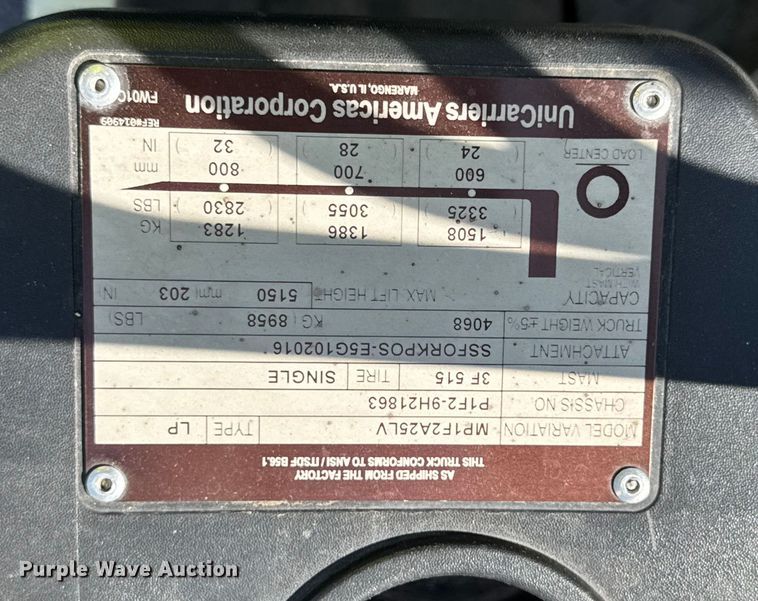 AS SHIPPED FROM THE FACTORY
THIS TRUCK CONFORMS TO ANSI / ITSDF B56.1
MODEL VARIATION MP1F2A25LV TYPE LP
CHASSIS NO. P1F2-9H21863
MAST 3F 515 TIRE SINGLE
ATTACHMENT SSFORKPOS-E5G102016
TRUCK WEIGHT ±5% 4068 KG ( 8958 LBS)
CAPACITY MAX. LIFT HEIGHT 5150 mm ( 203 IN)
WITH MAST
VERTICAL
1508 1386 1283 KG
( 3325 ) ( 3055 ) ( 2830 ) LBS
600 700 800 mm
LOAD CENTER ( 24 ) ( 28 ) ( 32 ) IN
REF#014909
UniCarriers Americas Corporation
MARENGO, IL U.S.A.
FW01C
Purple Wave Auction